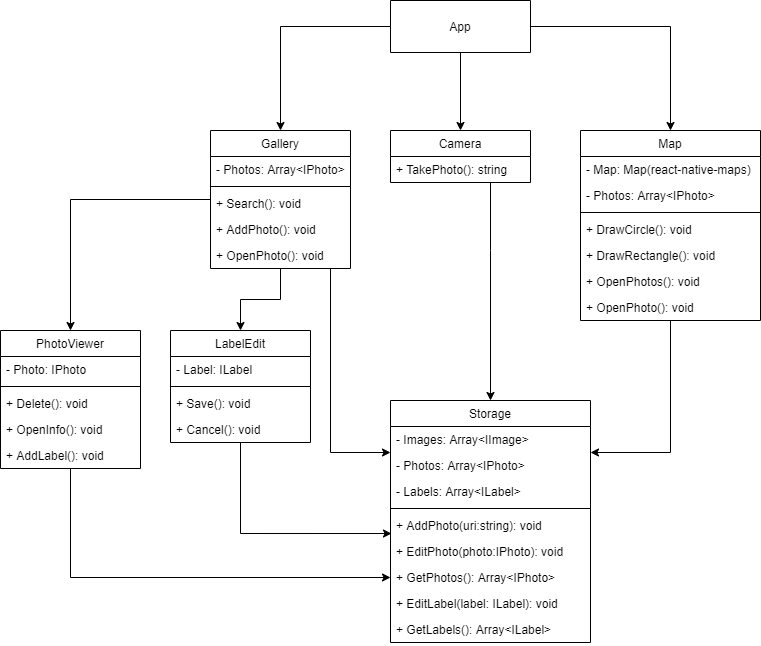 App
Gallery
- Photos: Array<IPhoto>
+ Search(): void
+ AddPhoto(): void
+ OpenPhoto(): void
Camera
+ TakePhoto(): string
Map
- Map: Map(react-native-maps)
- Photos: Array<IPhoto>
+ DrawCircle(): void
+ DrawRectangle(): void
+ OpenPhotos(): void
+ OpenPhoto(): void
PhotoViewer
- Photo: IPhoto
+ Delete(): void
+ OpenInfo(): void
+ AddLabel(): void
LabelEdit
- Label: ILabel
+ Save(): void
+ Cancel(): void
Storage
- Images: Array<IImage>
- Photos: Array<IPhoto>
- Labels: Array<ILabel>
+ AddPhoto(uri:string): void
+ EditPhoto(photo:IPhoto): void
+ GetPhotos(): Array<IPhoto>
+ EditLabel(label: ILabel): void
+ GetLabels(): Array<ILabel>